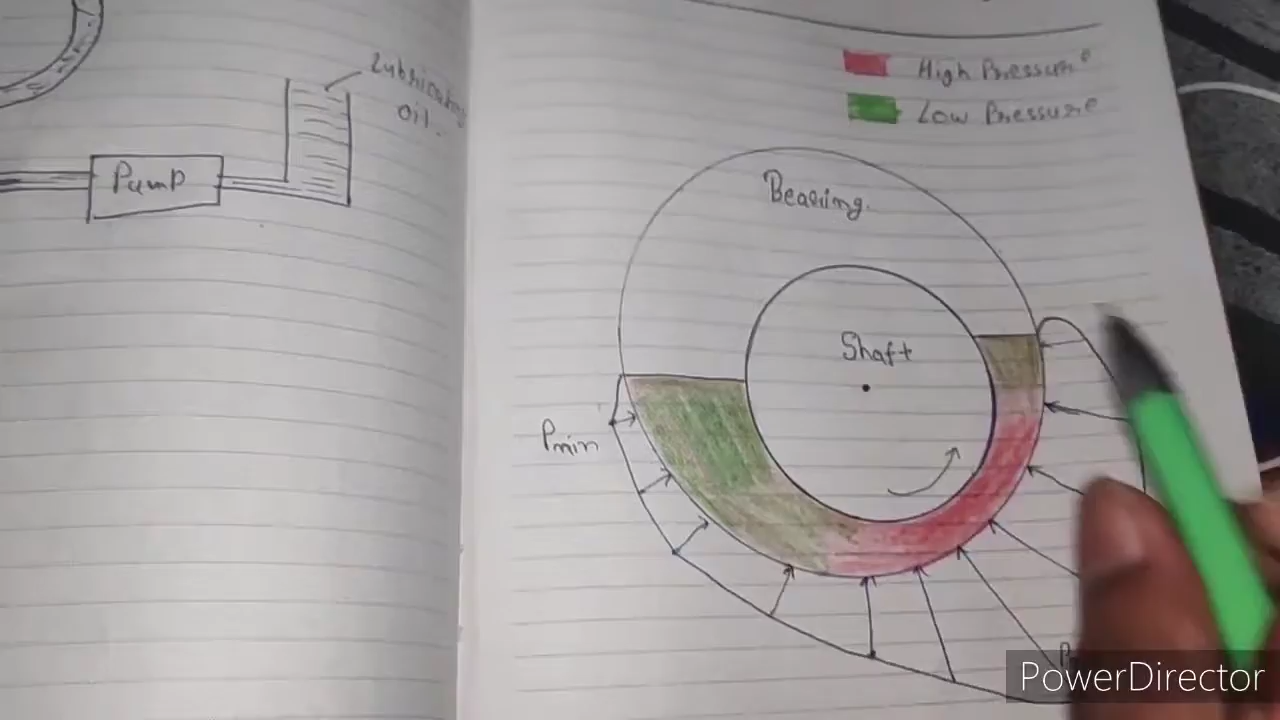 Lubricating
oil.
Pump
High Pressure
Low Pressure
Bearing.
Shaft
Pmin
PowerDirector